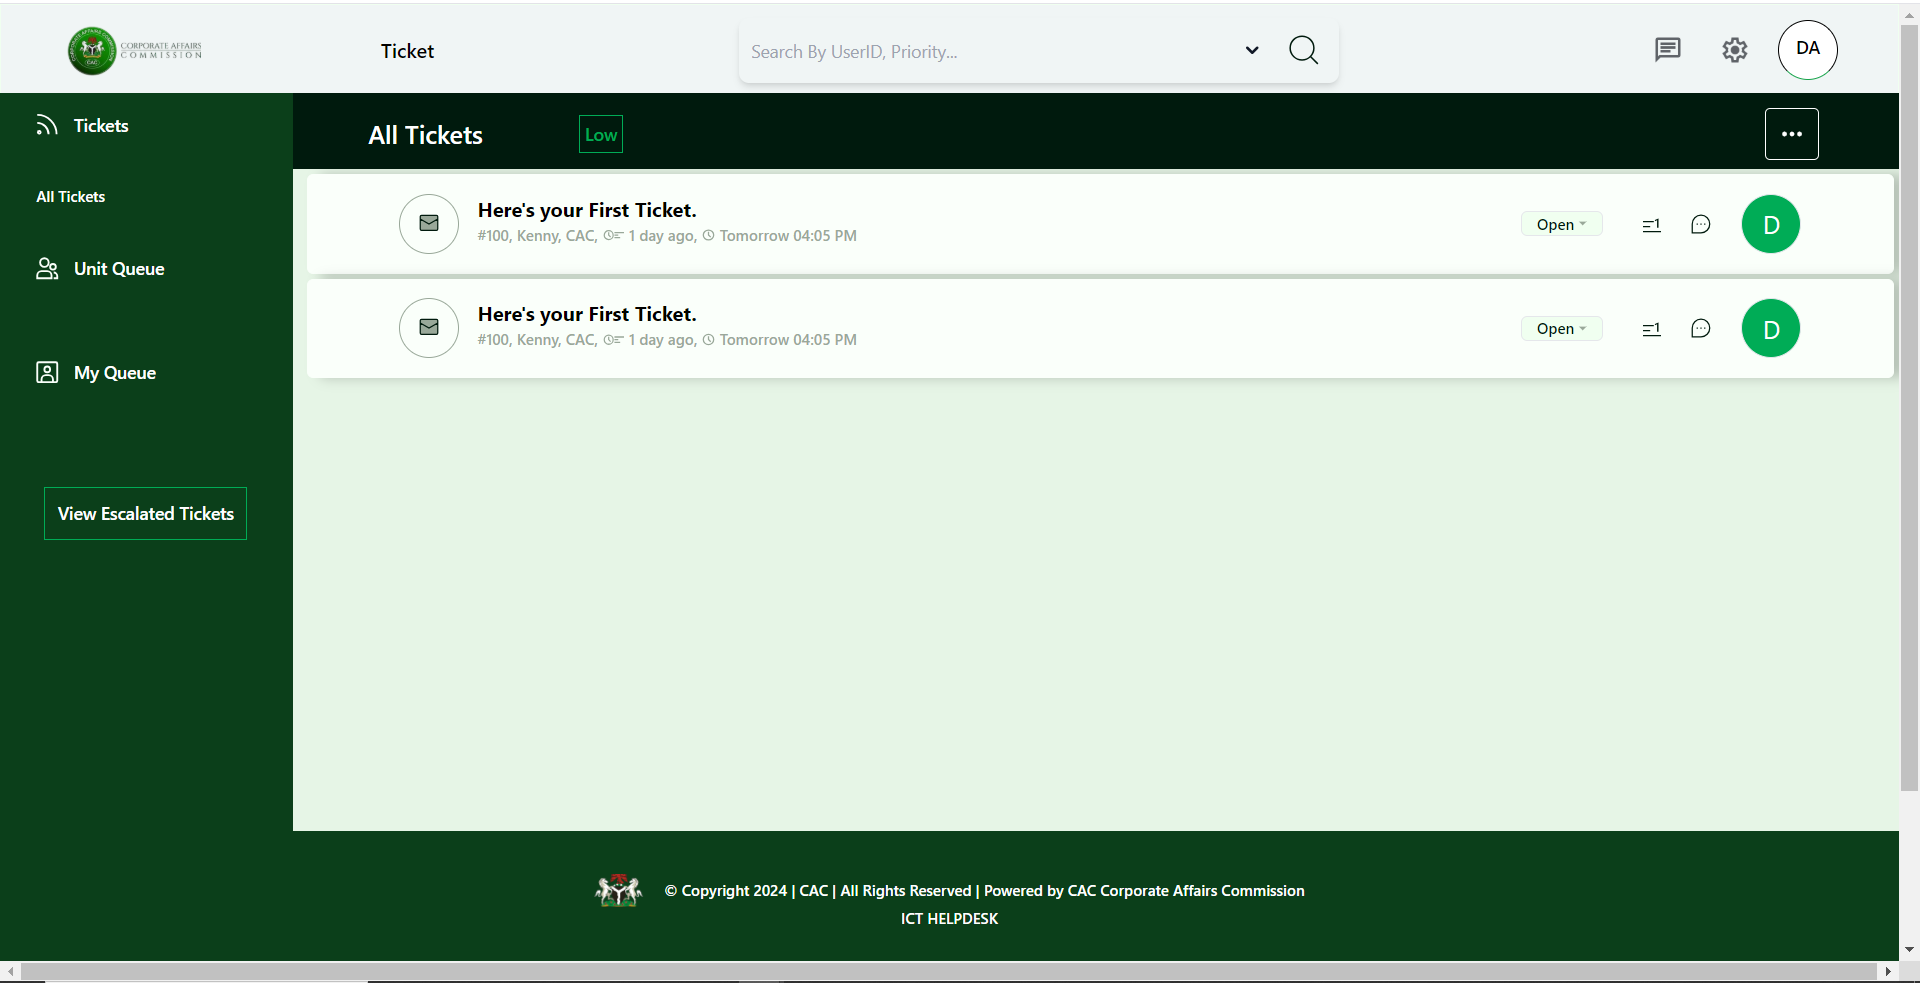 CORPORATE AFFAIRS
COMMISSION
CAC
Ticket
Search By UserID, Priority...
DA
Tickets
All Tickets
Unit Queue
My Queue
View Escalated Tickets
All Tickets
Low
Here's your First Ticket.
#100, Kenny, CAC, 1 day ago, Tomorrow 04:05 PM
Open
1
D
Here's your First Ticket.
#100, Kenny, CAC, 1 day ago, Tomorrow 04:05 PM
Open
1
D
© Copyright 2024 | CAC | All Rights Reserved | Powered by CAC Corporate Affairs Commission
ICT HELPDESK